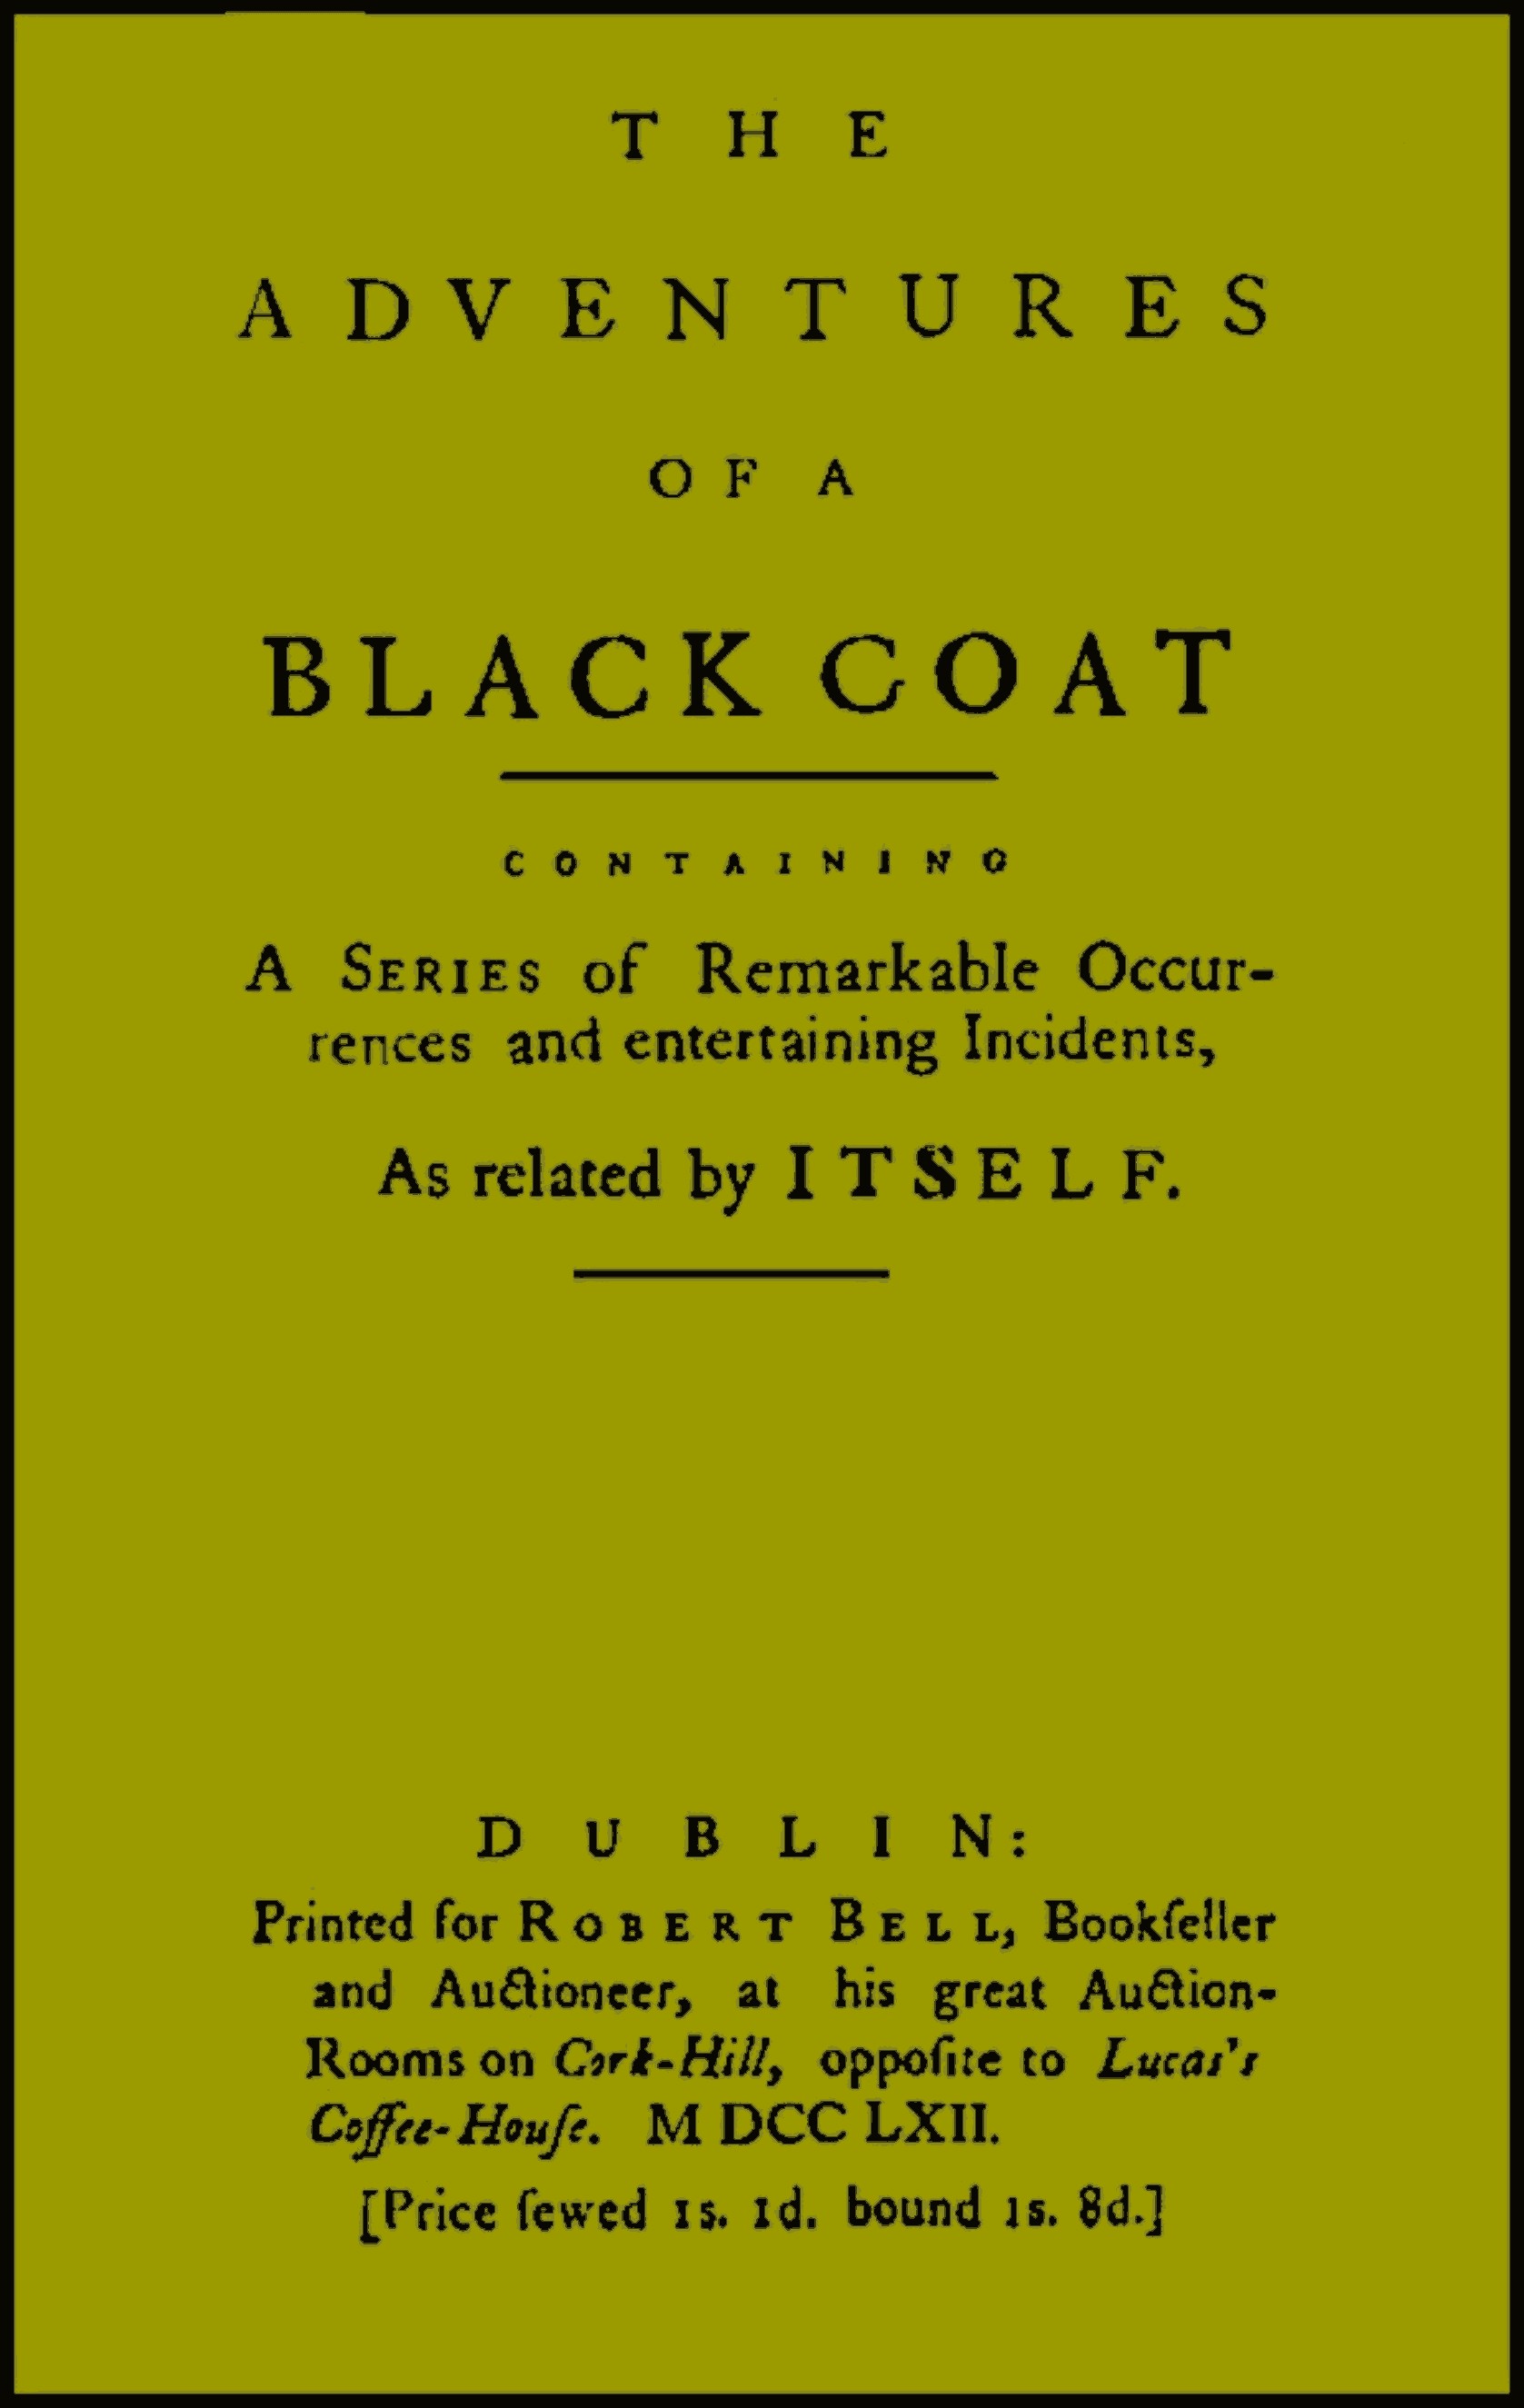 THE
ADVENTURES
OF A
BLACK COAT
CONTAINING
A SERIES of Remarkable Occur-
rences and entertaining Incidents,
As related by ITSELF.
DUBLIN:
Printed for ROBERT BELL, Bookſeller
and Auctioneer, at his great Auction-
Rooms on Cork-Hill, oppoſite to Lucas's
Coffee-Houſe. M DCC LXII.
[Price ſewed 1s. 1d. bound 1s. 8d.]